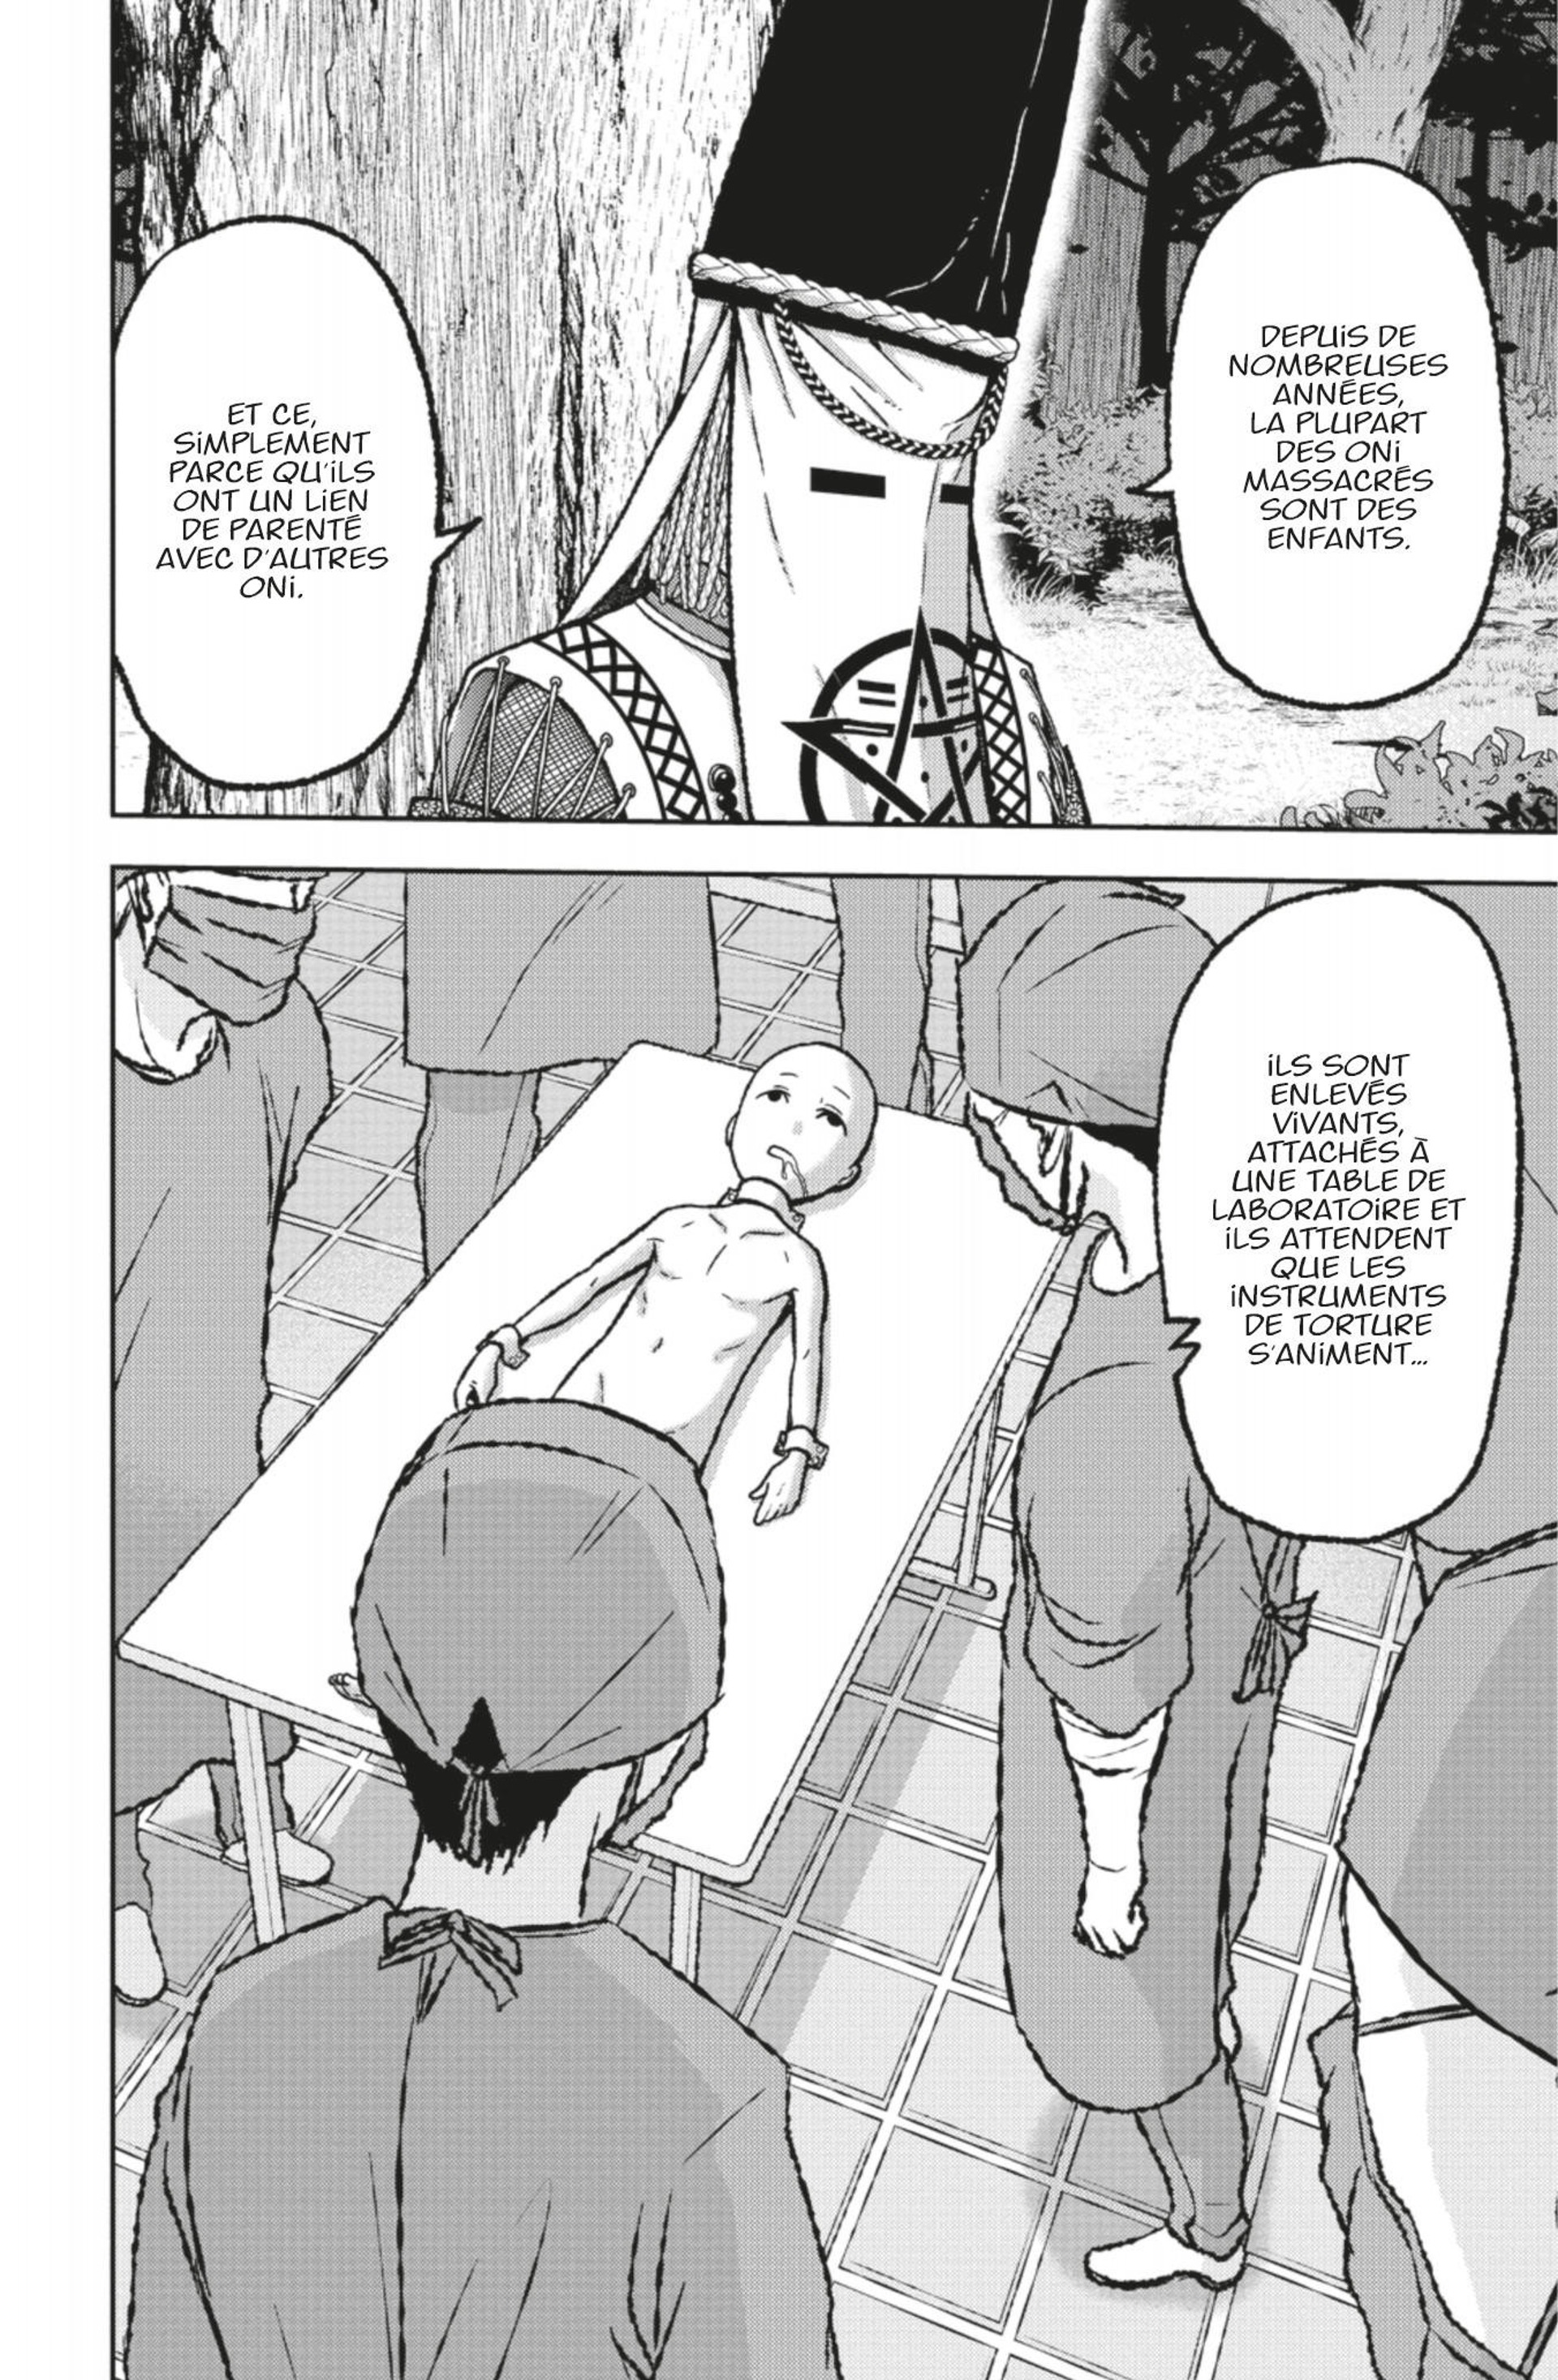 DEPUIS DE
NOMBREUSES
ANNÉES,
LA PLUPART
DES ONI
MASSACRÉS
SONT DES
ENFANTS.
ET CE,
SIMPLEMENT
PARCE QU'ILS
ONT UN LIEN
DE PARENTÉ
AVEC D'AUTRES
ONI.
ILS SONT
ENLEVÉS
VIVANTS,
ATTACHÉS À
UNE TABLE DE
LABORATOIRE ET
ILS ATTENDENT
QUE LES
INSTRUMENTS
DE TORTURE
S'ANIMENT...